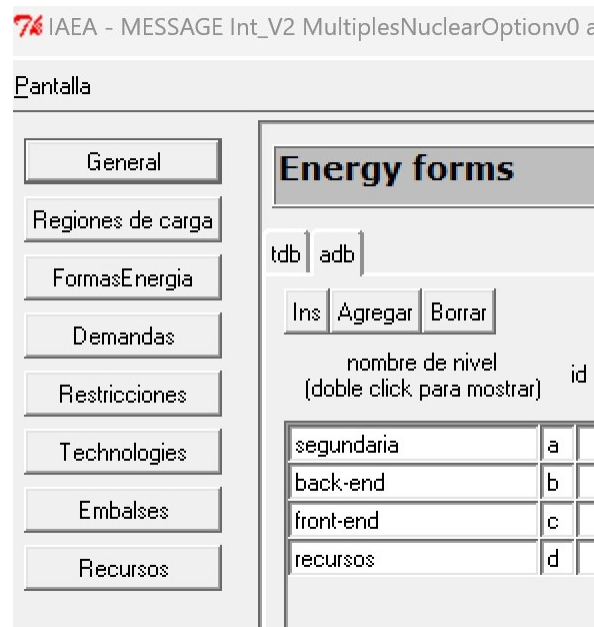 IAEA - MESSAGE Int_V2 MultiplesNuclearOptionv0
Pantalla
General
Regiones de carga
FormasEnergia
Demandas
Restricciones
Technologies
Embalses
Recursos
Energy forms
tdb adb
Ins Agregar Borrar
nombre de nivel id
(doble click para mostrar)
segundaria a
back-end b
front-end c
recursos d